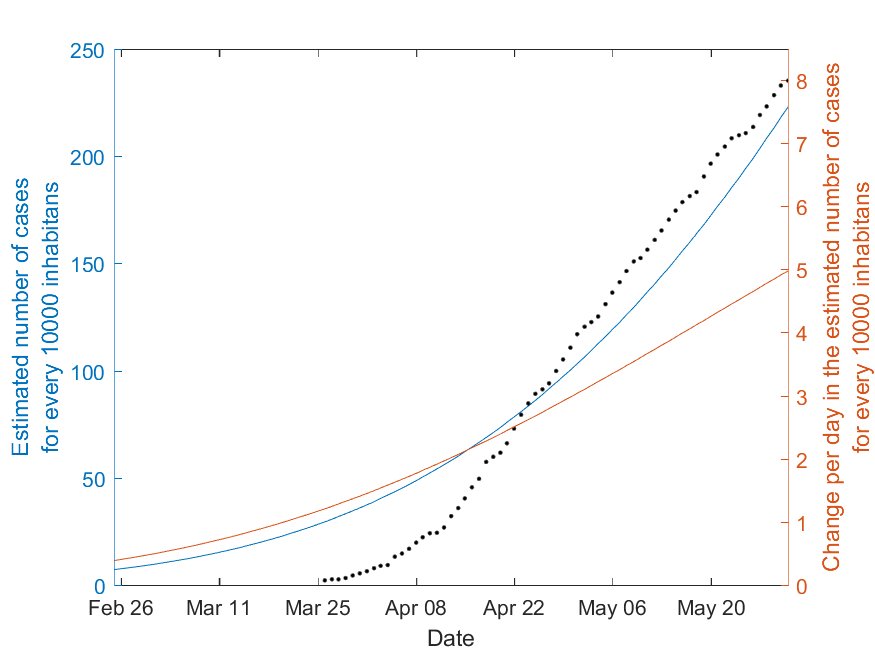 250
200
150
100
50
0
Estimated number of cases
for every 10000 inhabitans
8
7
6
5
4
3
2
1
0
Change per day in the estimated number of cases
for every 10000 inhabitans
Feb 26 Mar 11 Mar 25 Apr 08 Apr 22 May 06 May 20
Date